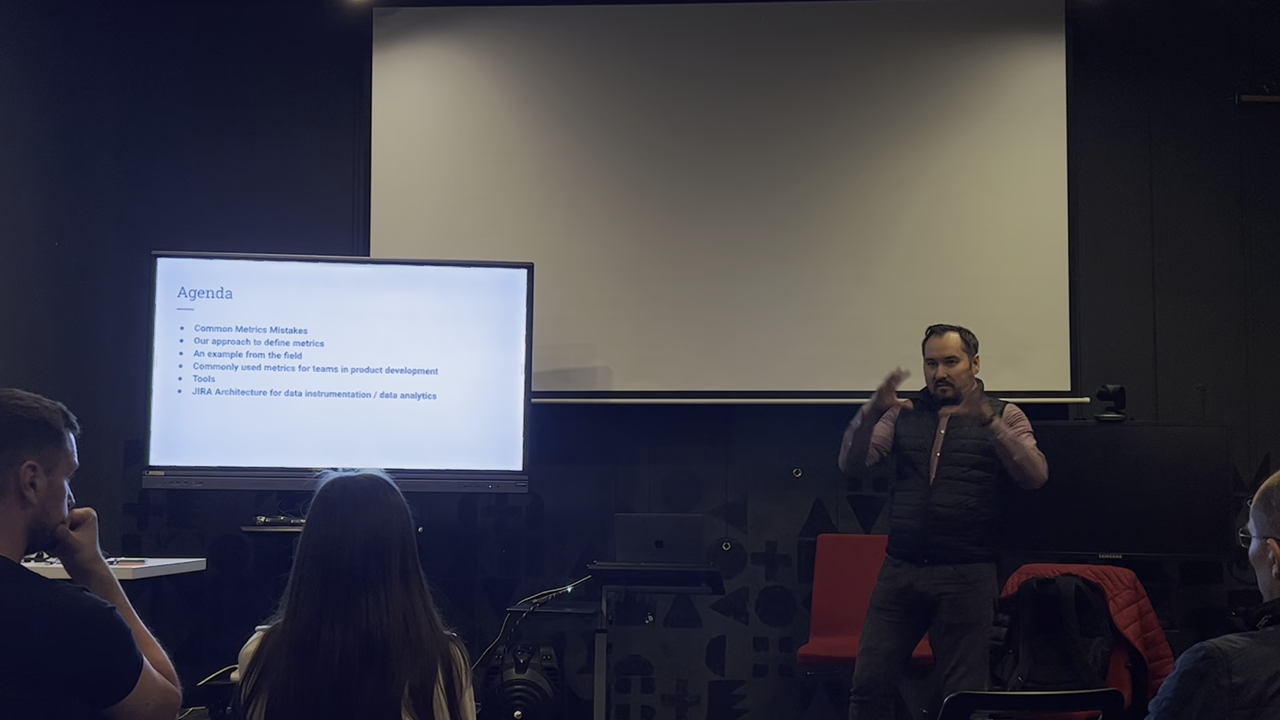 Agenda
• Common Metrics Mistakes
• Our approach to define metrics
• An example from the field
• Commonly used metrics for teams in product development
• Tools
• JIRA Architecture for data instrumentation / data analytics
SAMSUNG